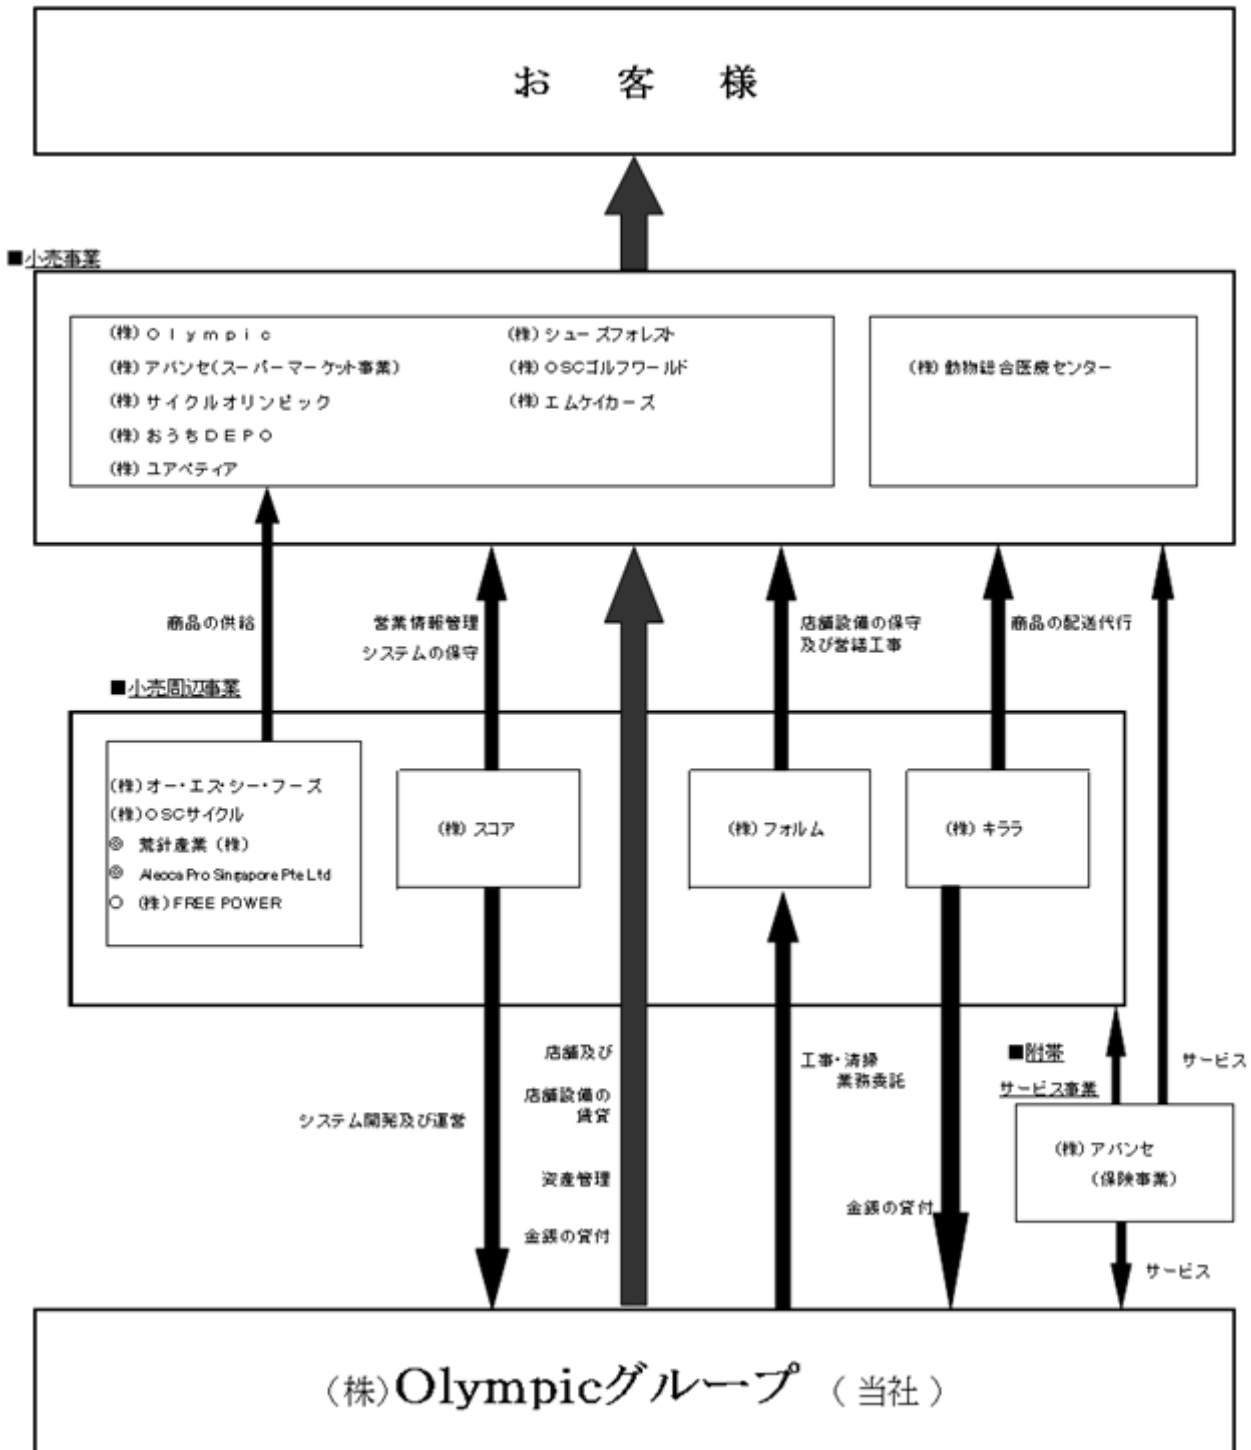 お 客 様
■小売事業
(株) Olympic
(株) アバンセ(スーパーマーケット事業)
(株) サイクルオリンピック
(株) おうちDEPO
(株) ユアペティア
(株) シューズフォレスト
(株) OSCゴルフワールド
(株) エムケイカーズ
(株) 動物総合医療センター
商品の供給
営業情報管理
システムの保守
店舗設備の保守
及び営繕工事
商品の配送代行
■小売周辺事業
(株) オー・エス・シー・フーズ
(株) OSCサイクル
◎ 荒針産業 (株)
◎ Aleoca Pro Singapore Pte Ltd
○ (株) FREE POWER
(株) スコア
(株) フォルム
(株) キララ
システム開発及び運営
店舗及び
店舗設備の
賃貸
資産管理
金銭の貸付
工事・清掃
業務委託
金銭の貸付
■附帯
サービス事業
サービス
(株) アバンセ
(保険事業)
サービス
(株)Olympicグループ (当社)